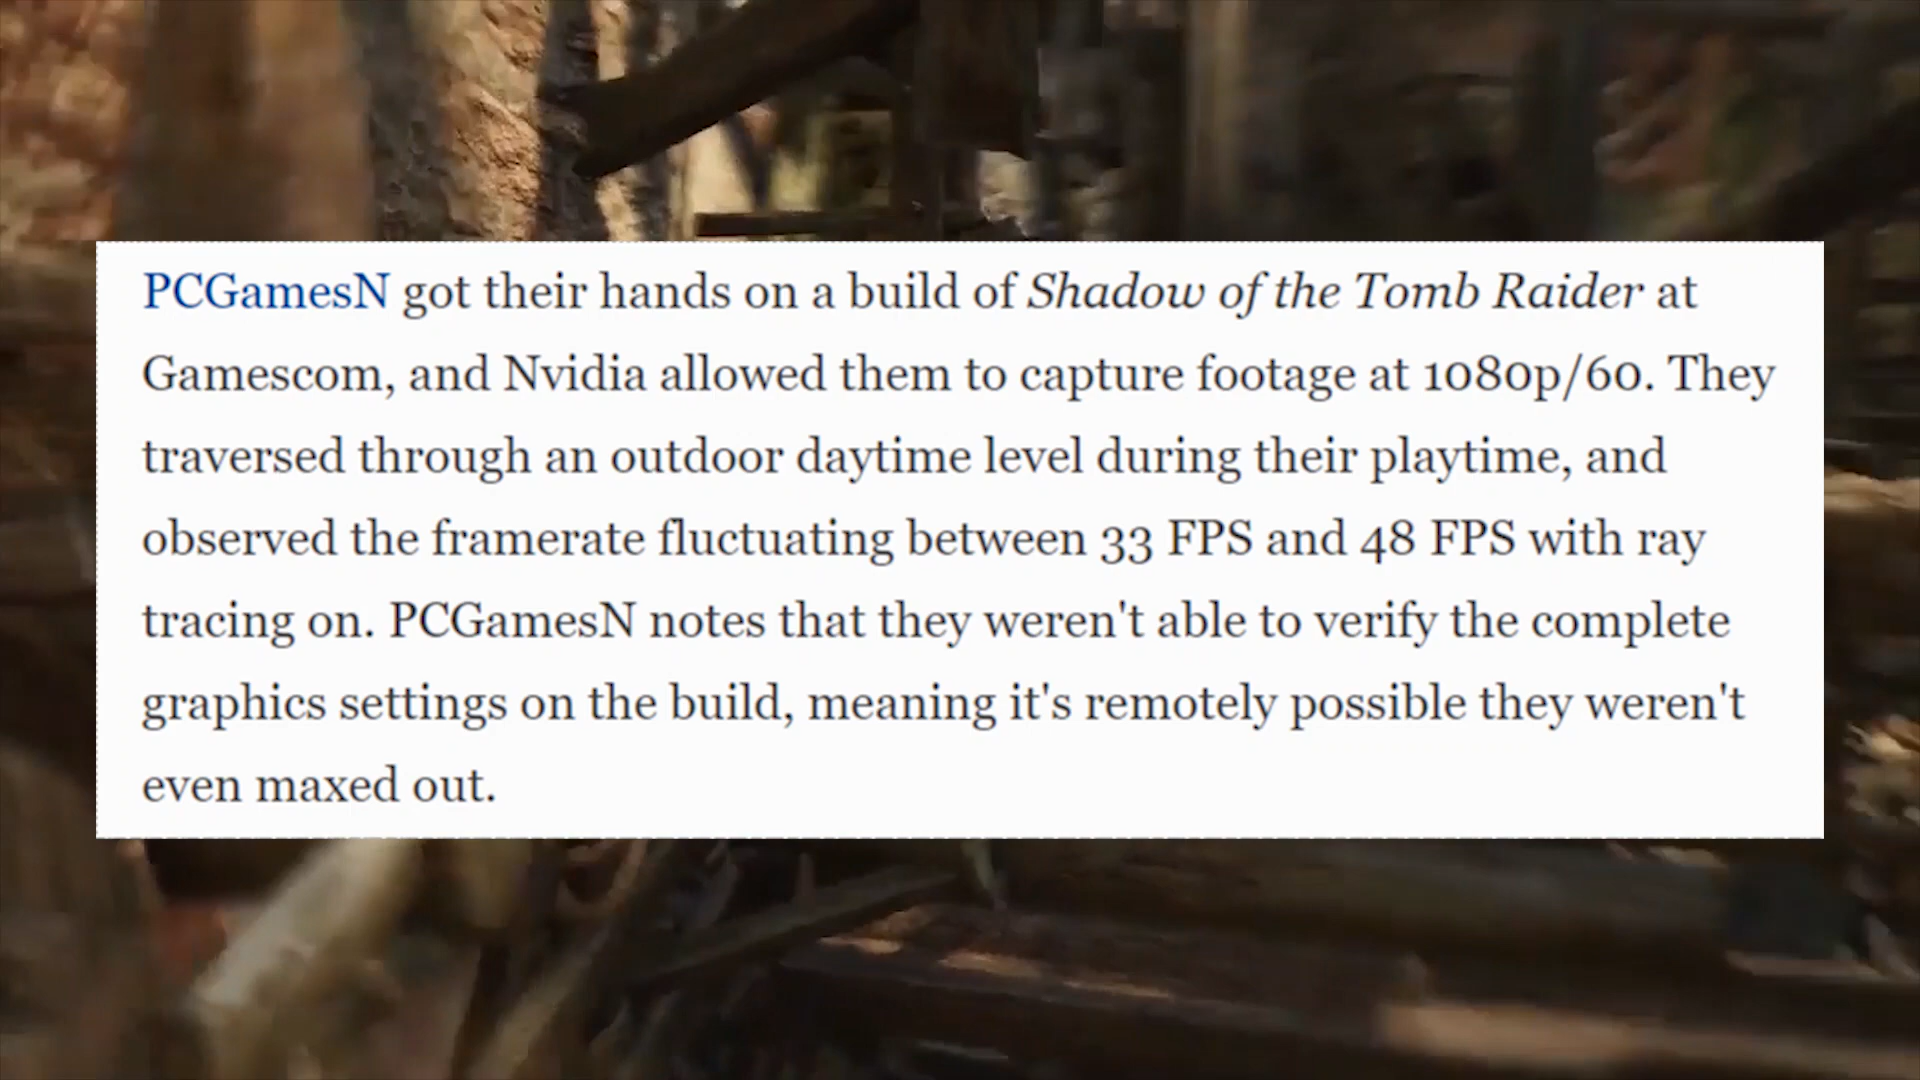 PCGamesN got their hands on a build of Shadow of the Tomb Raider at
Gamescom, and Nvidia allowed them to capture footage at 1080p/60. They
traversed through an outdoor daytime level during their playtime, and
observed the framerate fluctuating between 33 FPS and 48 FPS with ray
tracing on. PCGamesN notes that they weren't able to verify the complete
graphics settings on the build, meaning it's remotely possible they weren't
even maxed out.